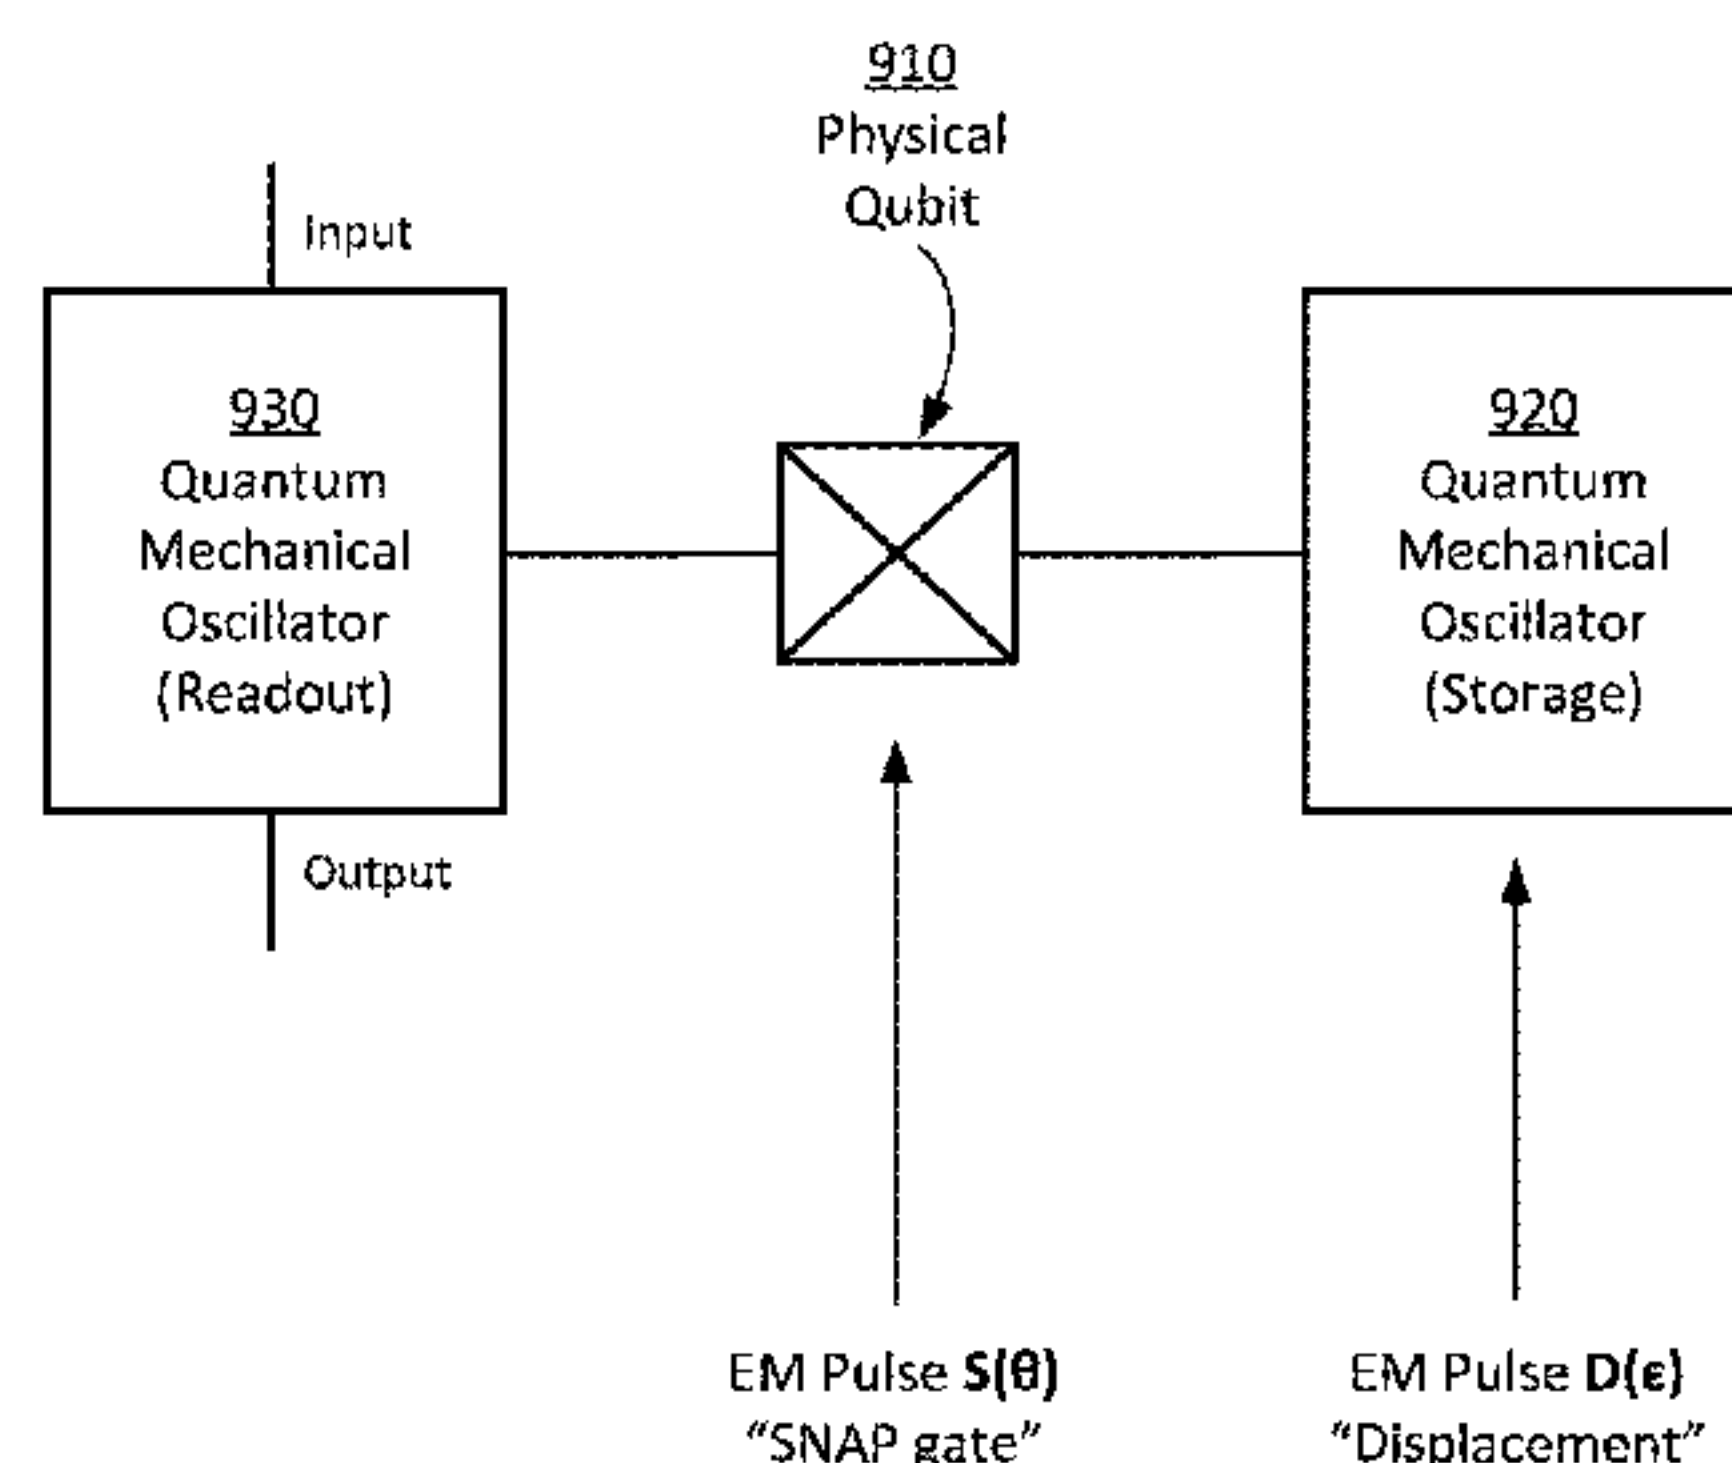 910
Physical
Qubit
Input
930
Quantum
Mechanical
Oscillator
(Readout)
Output
920
Quantum
Mechanical
Oscillator
(Storage)
EM Pulse S(θ)
“SNAP gate”
EM Pulse D(ε)
“Displacement”